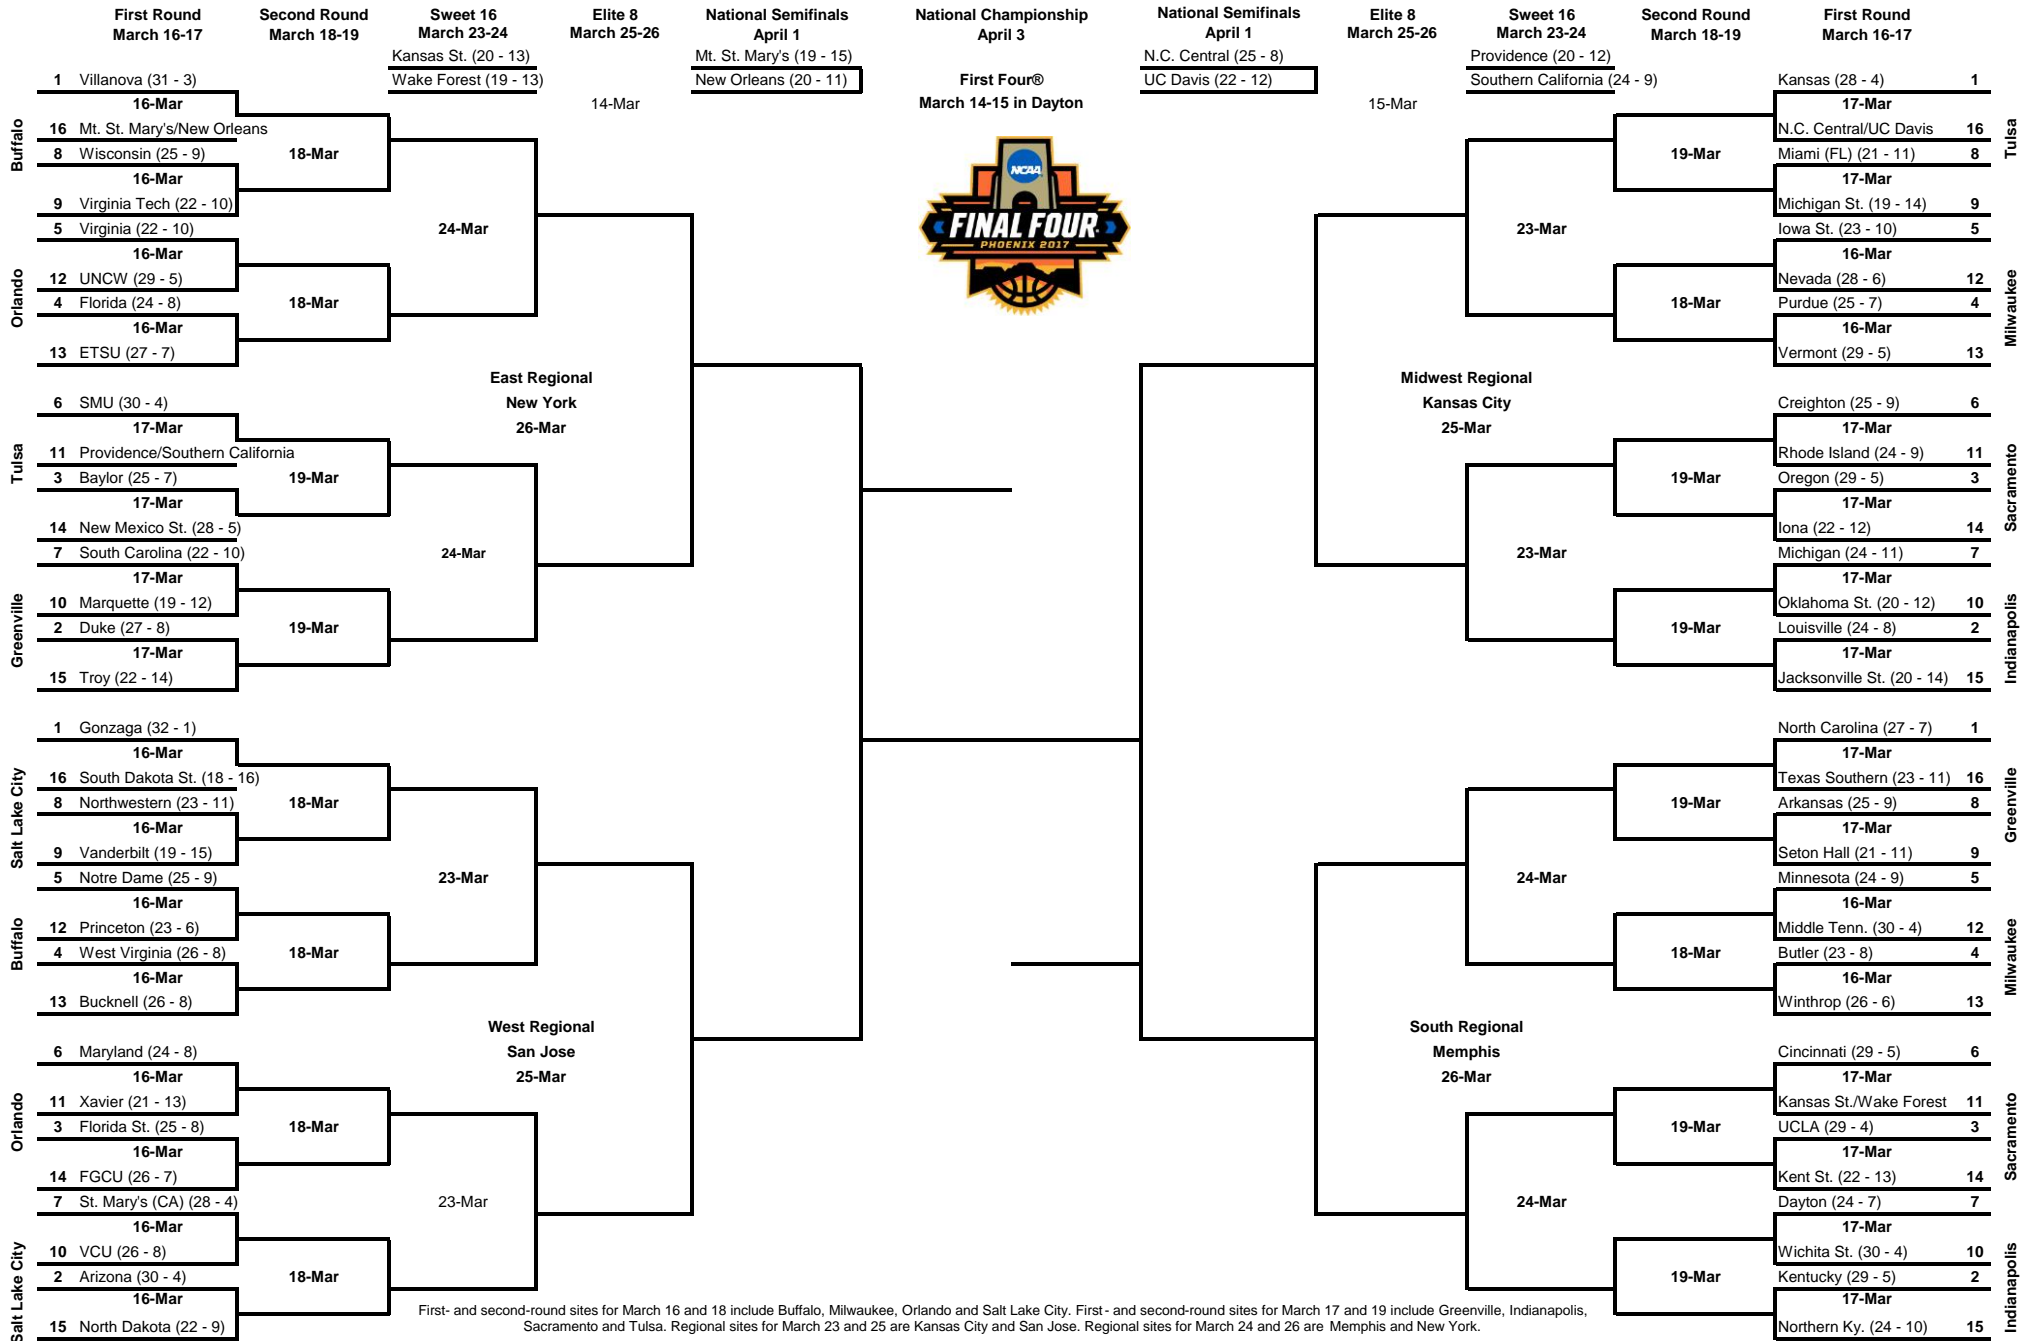 First Round
March 16-17
Second Round
March 18-19
Sweet 16
March 23-24
Elite 8
March 25-26
National Semifinals
April 1
National Championship
April 3
National Semifinals
April 1
Elite 8
March 25-26
Sweet 16
March 23-24
Second Round
March 18-19
First Round
March 16-17
Kansas St. (20 - 13)
Wake Forest (19 - 13)
14-Mar
Mt. St. Mary's (19 - 15)
New Orleans (20 - 11)
First Four®
March 14-15 in Dayton
N.C. Central (25 - 8)
UC Davis (22 - 12)
15-Mar
Providence (20 - 12)
Southern California (24 - 9)
NCAA
FINAL FOUR
PHOENIX 2017
Buffalo
1 Villanova (31 - 3)
16-Mar
16 Mt. St. Mary's/New Orleans
18-Mar
8 Wisconsin (25 - 9)
16-Mar
9 Virginia Tech (22 - 10)
24-Mar
Orlando
5 Virginia (22 - 10)
16-Mar
12 UNCW (29 - 5)
18-Mar
4 Florida (24 - 8)
16-Mar
13 ETSU (27 - 7)
East Regional
New York
26-Mar
Tulsa
6 SMU (30 - 4)
17-Mar
11 Providence/Southern California
19-Mar
3 Baylor (25 - 7)
17-Mar
14 New Mexico St. (28 - 5)
24-Mar
Greenville
7 South Carolina (22 - 10)
17-Mar
10 Marquette (19 - 12)
19-Mar
2 Duke (27 - 8)
17-Mar
15 Troy (22 - 14)
Salt Lake City
1 Gonzaga (32 - 1)
16-Mar
16 South Dakota St. (18 - 16)
18-Mar
8 Northwestern (23 - 11)
16-Mar
9 Vanderbilt (19 - 15)
23-Mar
Buffalo
5 Notre Dame (25 - 9)
16-Mar
12 Princeton (23 - 6)
18-Mar
4 West Virginia (26 - 8)
16-Mar
13 Bucknell (26 - 8)
West Regional
San Jose
25-Mar
Orlando
6 Maryland (24 - 8)
16-Mar
11 Xavier (21 - 13)
18-Mar
3 Florida St. (25 - 8)
16-Mar
14 FGCU (26 - 7)
23-Mar
Salt Lake City
7 St. Mary's (CA) (28 - 4)
16-Mar
10 VCU (26 - 8)
18-Mar
2 Arizona (30 - 4)
16-Mar
15 North Dakota (22 - 9)
Kansas (28 - 4) 1
17-Mar
N.C. Central/UC Davis 16
Tulsa
19-Mar
Miami (FL) (21 - 11) 8
17-Mar
Michigan St. (19 - 14) 9
23-Mar
Iowa St. (23 - 10) 5
16-Mar
Nevada (28 - 6) 12
Milwaukee
18-Mar
Purdue (25 - 7) 4
16-Mar
Vermont (29 - 5) 13
Midwest Regional
Kansas City
25-Mar
Creighton (25 - 9) 6
17-Mar
Rhode Island (24 - 9) 11
Sacramento
19-Mar
Oregon (29 - 5) 3
17-Mar
Iona (22 - 12) 14
23-Mar
Michigan (24 - 11) 7
17-Mar
Oklahoma St. (20 - 12) 10
Indianapolis
19-Mar
Louisville (24 - 8) 2
17-Mar
Jacksonville St. (20 - 14) 15
North Carolina (27 - 7) 1
17-Mar
Texas Southern (23 - 11) 16
Greenville
19-Mar
Arkansas (25 - 9) 8
17-Mar
Seton Hall (21 - 11) 9
24-Mar
Minnesota (24 - 9) 5
16-Mar
Middle Tenn. (30 - 4) 12
Milwaukee
18-Mar
Butler (23 - 8) 4
16-Mar
Winthrop (26 - 6) 13
South Regional
Memphis
26-Mar
Cincinnati (29 - 5) 6
17-Mar
Kansas St./Wake Forest 11
Sacramento
19-Mar
UCLA (29 - 4) 3
17-Mar
Kent St. (22 - 13) 14
24-Mar
Dayton (24 - 7) 7
17-Mar
Wichita St. (30 - 4) 10
Indianapolis
19-Mar
Kentucky (29 - 5) 2
17-Mar
Northern Ky. (24 - 10) 15
First- and second-round sites for March 16 and 18 include Buffalo, Milwaukee, Orlando and Salt Lake City. First- and second-round sites for March 17 and 19 include Greenville, Indianapolis,
Sacramento and Tulsa. Regional sites for March 23 and 25 are Kansas City and San Jose. Regional sites for March 24 and 26 are Memphis and New York.